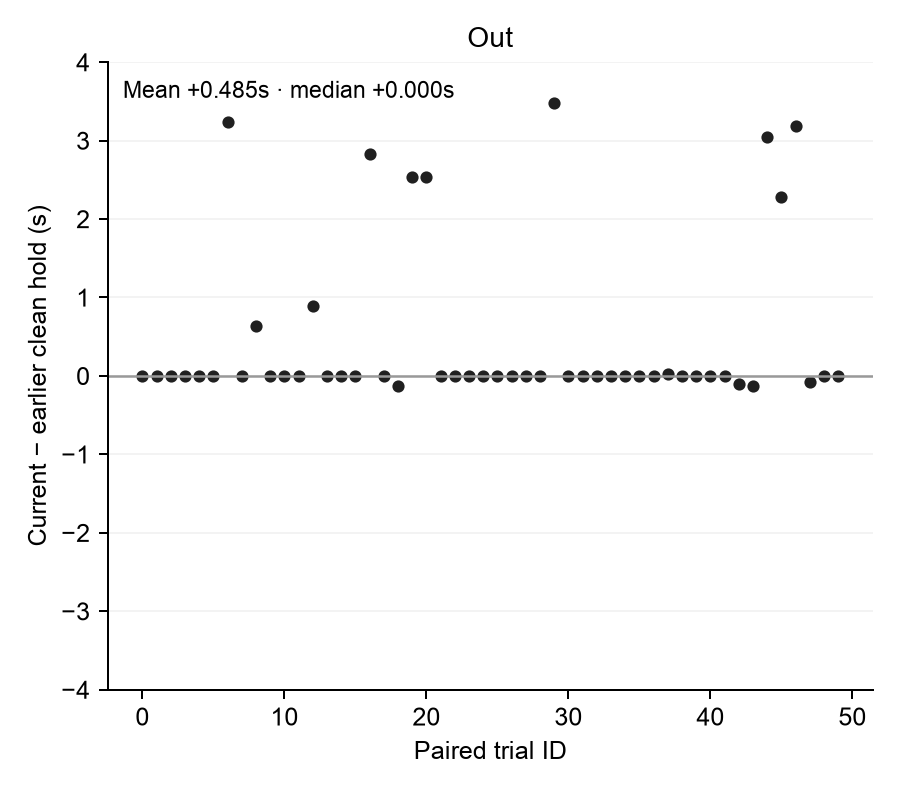 Out
Mean +0.485s · median +0.000s
Current − earlier clean hold (s)
4
3
2
1
0
−1
−2
−3
−4
0 10 20 30 40 50
Paired trial ID